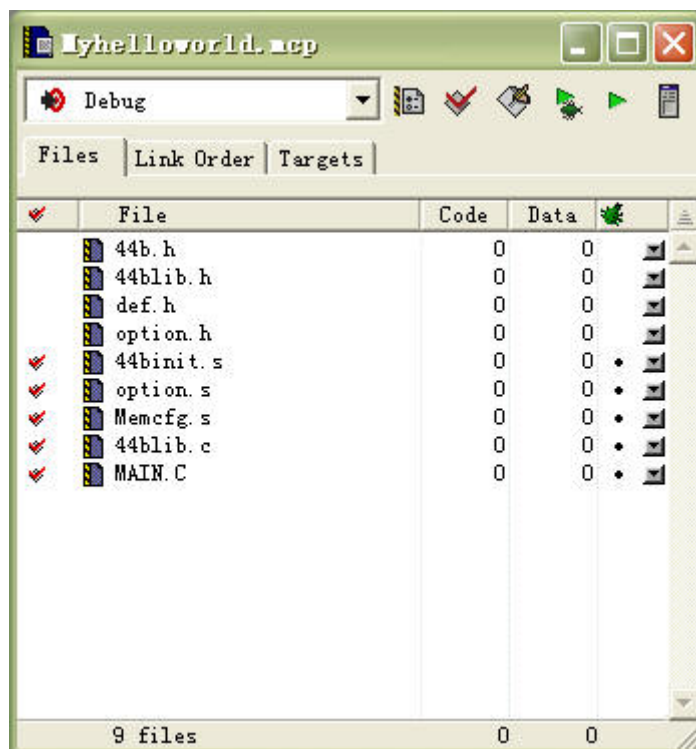 Myhelloworld.mcp
Debug
Files Link Order Targets
File Code Data
44b.h 0 0
44blib.h 0 0
def.h 0 0
option.h 0 0
44binit.s 0 0
option.s 0 0
Memcfg.s 0 0
44blib.c 0 0
MAIN.C 0 0
9 files 0 0